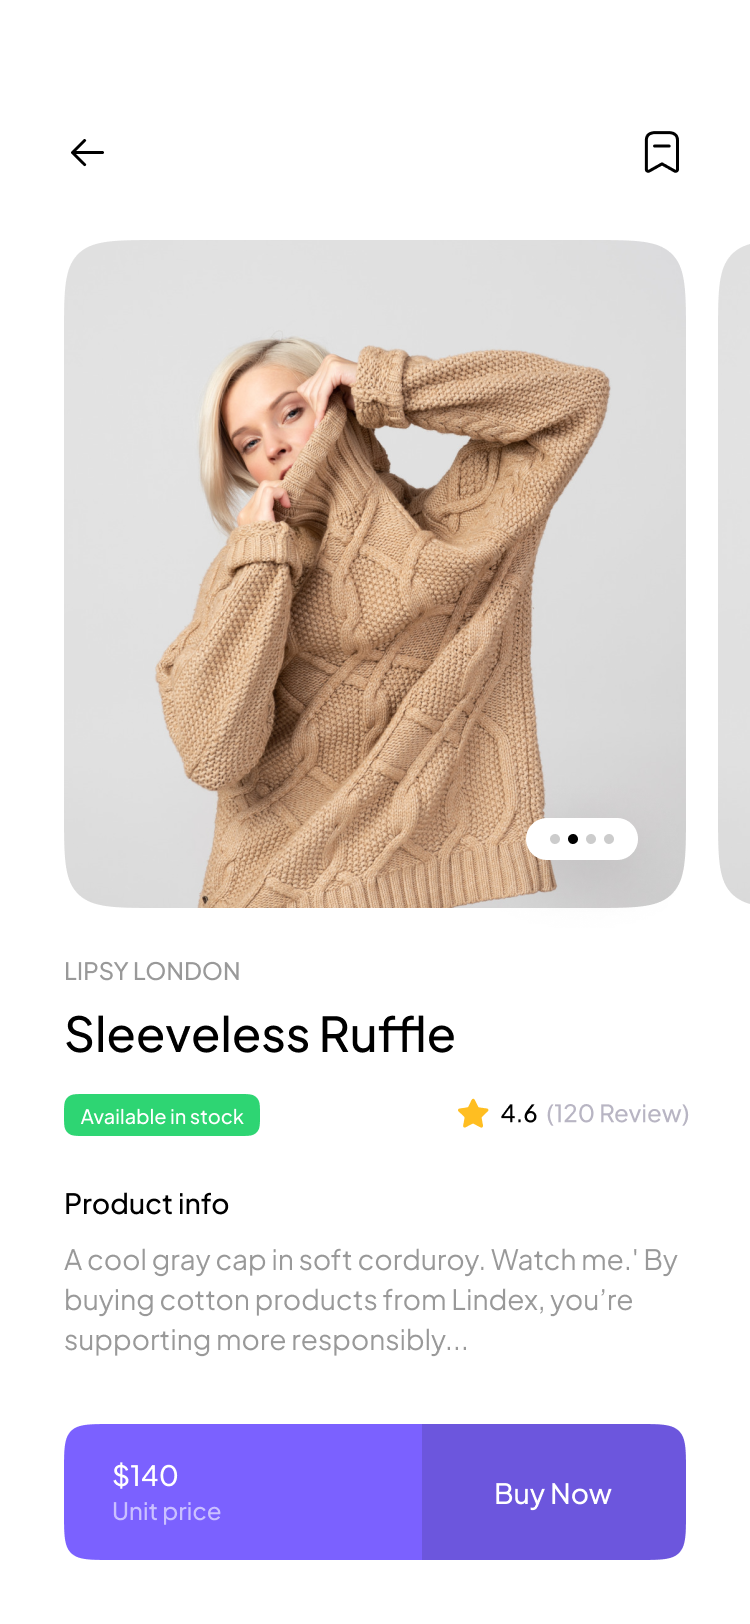 LIPSY LONDON
Sleeveless Ruffle
Available in stock
4.6 (120 Review)
Product info
A cool gray cap in soft corduroy. Watch me.' By
buying cotton products from Lindex, you’re
supporting more responsibly...
$140
Unit price
Buy Now